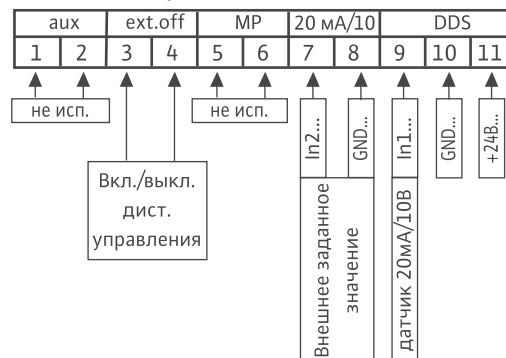 aux ext.off MP 20 мА/10 DDS
1 2 3 4 5 6 7 8 9 10 11
не исп.
не исп.
In2...
GND...
In1...
GND...
+24В...
Вкл./выкл.
дист.
управления
Внешнее заданное
значение
датчик 20мА/10В